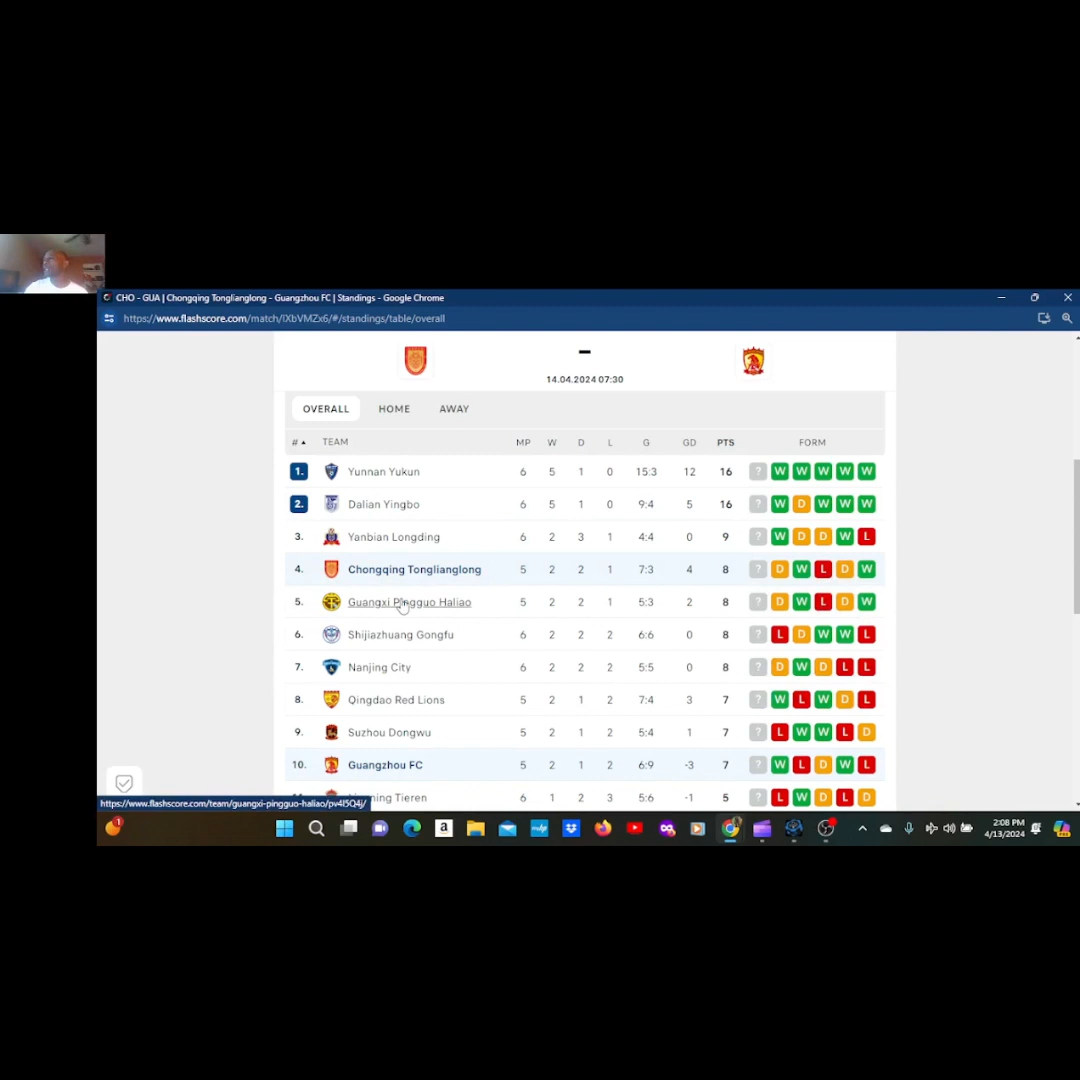 CHO - GUA | Chongqing Tonglianglong - Guangzhou FC | Standings - Google Chrome
https://www.flashscore.com/match/lXbVMZx6/#/standings/table/overall
-
14.04.2024 07:30
OVERALL HOME AWAY
# TEAM MP W D L G GD PTS FORM
1. Yunnan Yukun 6 5 1 0 15:3 12 16 ? W W W W W
2. Dalian Yingbo 6 5 1 0 9:4 5 16 ? W D W W W
3. Yanbian Longding 6 2 3 1 4:4 0 9 ? W D D W L
4. Chongqing Tonglianglong 5 2 2 1 7:3 4 8 ? D W L D W
5. Guangxi Pingguo Haliao 5 2 2 1 5:3 2 8 ? D W L D W
6. Shijiazhuang Gongfu 6 2 2 2 6:6 0 8 ? L D W W L
7. Nanjing City 6 2 2 2 5:5 0 8 ? D W D L L
8. Qingdao Red Lions 5 2 1 2 7:4 3 7 ? W L W D L
9. Suzhou Dongwu 5 2 1 2 5:4 1 7 ? L W W L D
10. Guangzhou FC 5 2 1 2 6:9 -3 7 ? W L D W L
Tieren 6 1 2 3 5:6 -1 5 ? L W D L D
https://www.flashscore.com/team/guangxi-pingguo-haliao/pv4I5Q4j/
2:08 PM
4/13/2024